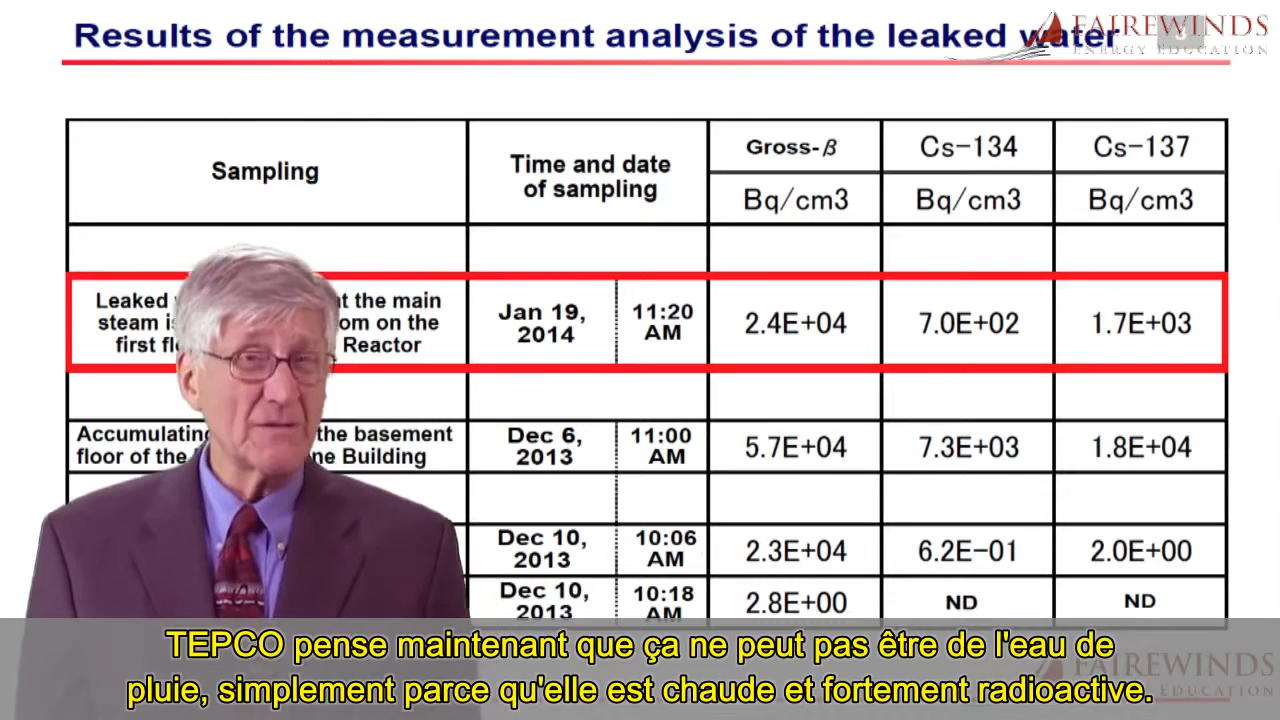 Results of the measurement analysis of the leaked water
FAIREWINDS
ENERGY EDUCATION
Sampling
Time and date
of sampling
Gross-β
Cs-134
Cs-137
Bq/cm3
Bq/cm3
Bq/cm3
Leaked
t the main
steam
om on the
first
Reactor
Jan 19,
2014
11:20
AM
2.4E+04
7.0E+02
1.7E+03
Accumulating
the basement
floor of the
Building
Dec 6,
2013
11:00
AM
5.7E+04
7.3E+03
1.8E+04
Dec 10,
2013
10:06
AM
2.3E+04
6.2E-01
2.0E+00
Dec 10,
2013
10:18
AM
2.8E+00
ND
ND
TEPCO pense maintenant que ça ne peut pas être de l'eau de
pluie, simplement parce qu'elle est chaude et fortement radioactive.
FAIREWINDS
EDUCATION